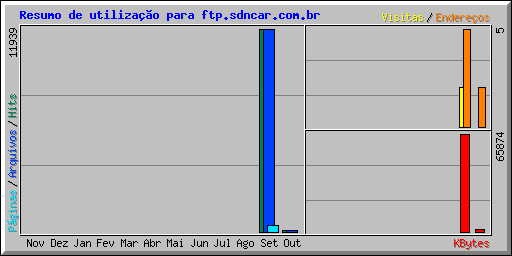 Resumo de utilização para ftp.sdncar.com.br
Visitas/Endereços
11939
5
Páginas/Arquivos/Hits
65874
Nov Dez Jan Fev Mar Abr Mai Jun Jul Ago Set Out
KBytes